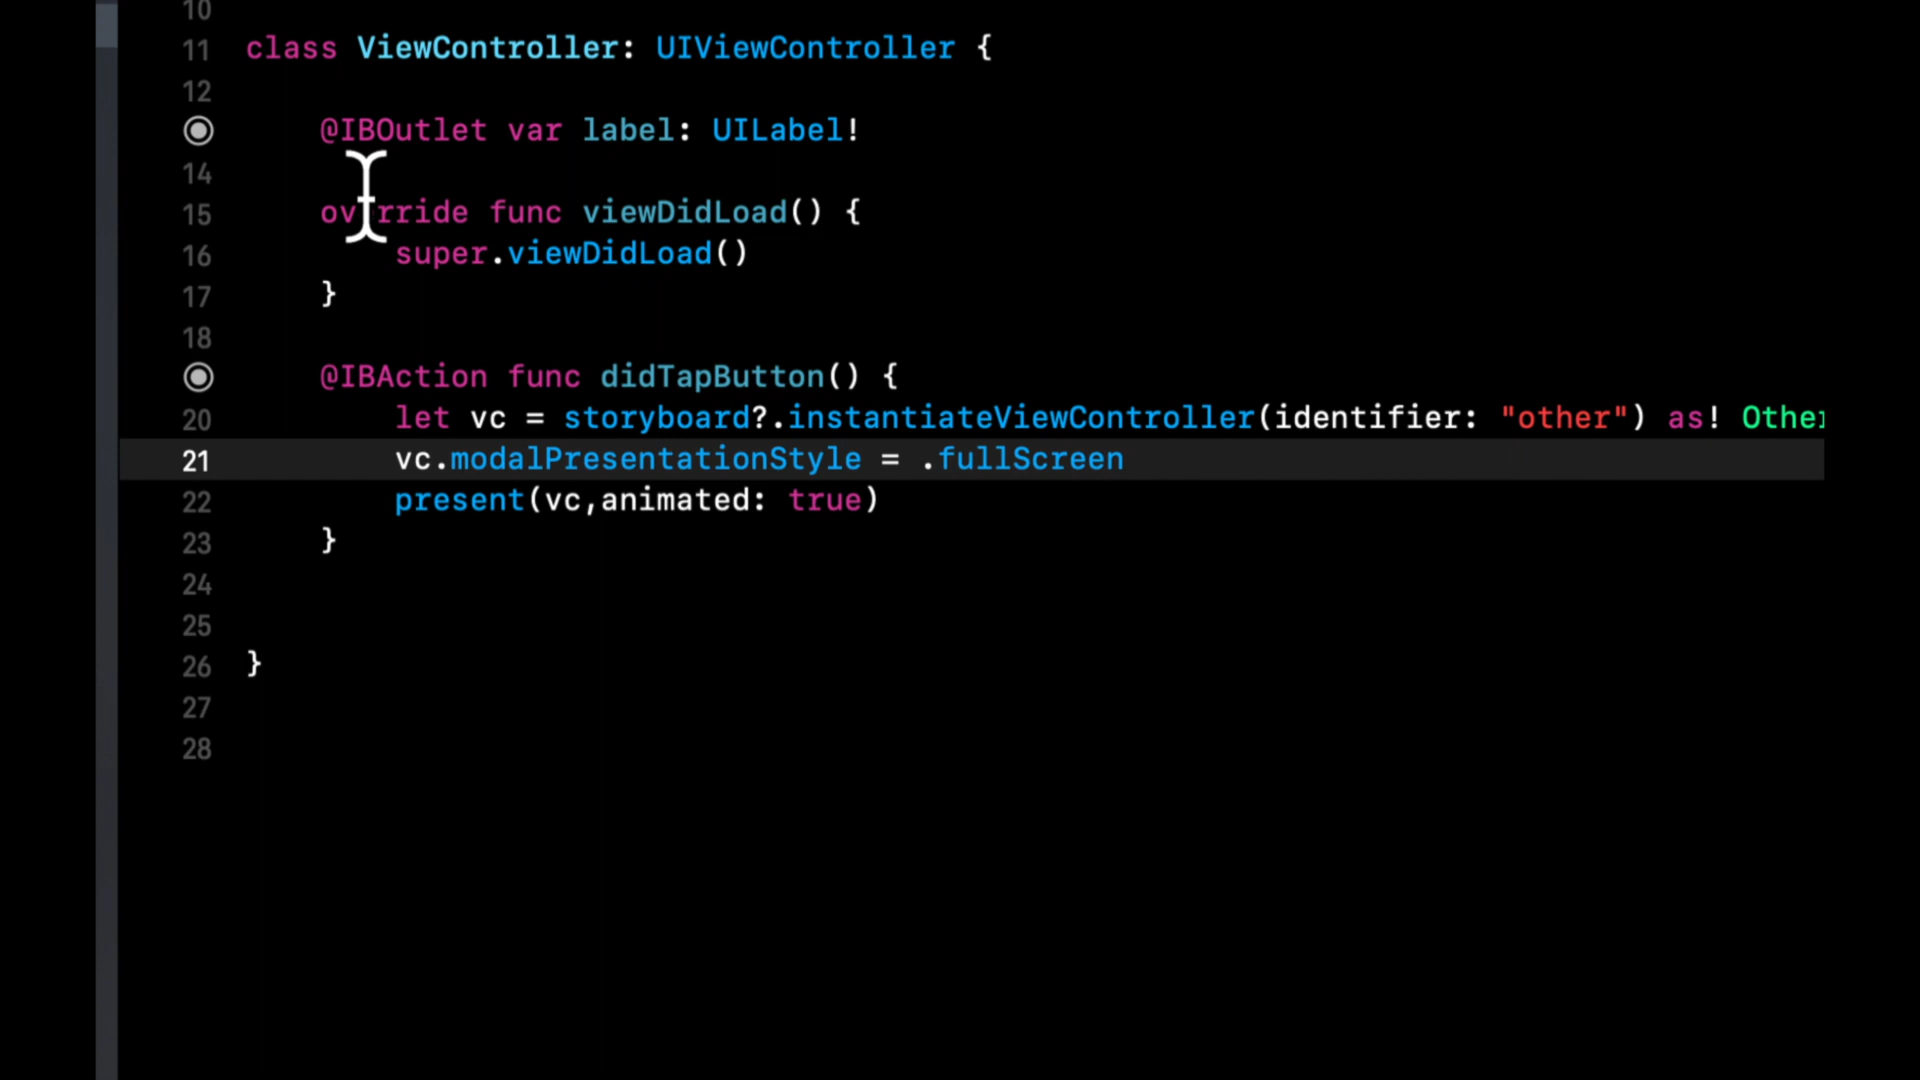 10
11 class ViewController: UIViewController {
12
@IBOutlet var label: UILabel!
14
15 override func viewDidLoad() {
16 super.viewDidLoad()
17 }
18
@IBAction func didTapButton() {
20 let vc = storyboard?.instantiateViewController(identifier: "other") as! Other
21 vc.modalPresentationStyle = .fullScreen
22 present(vc,animated: true)
23 }
24
25
26 }
27
28